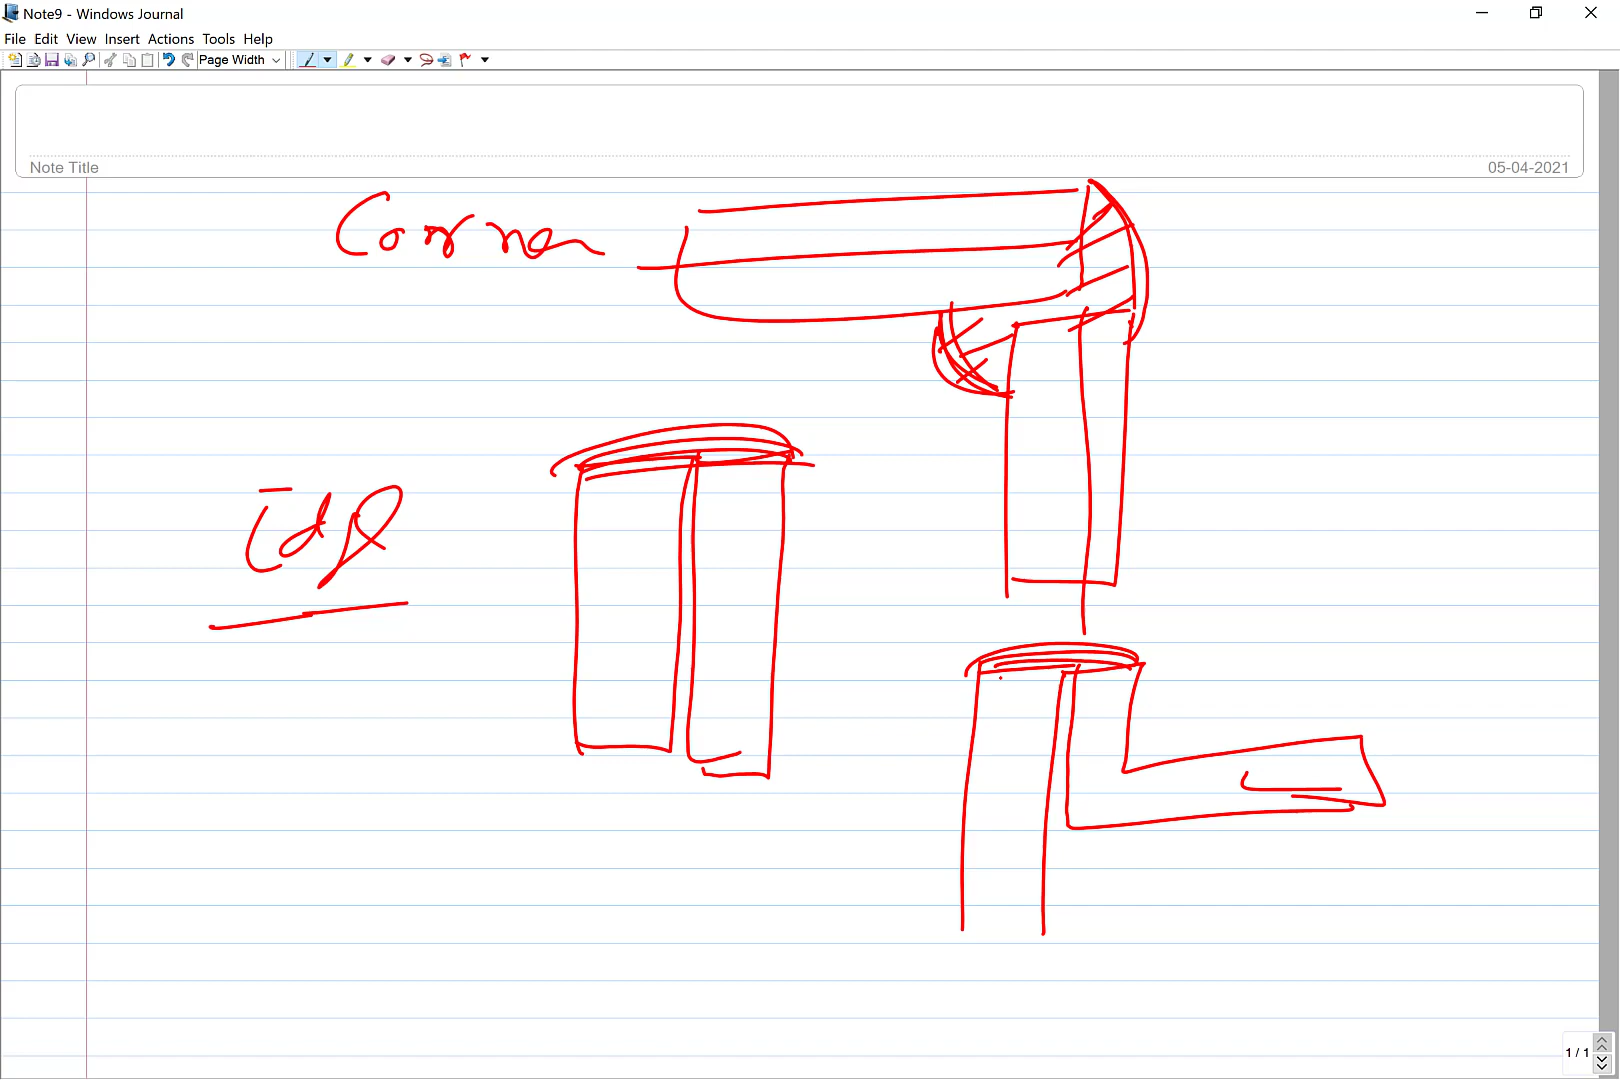 Note9 - Windows Journal
File Edit View Insert Actions Tools Help
Page Width
Note Title
05-04-2021
Corner
Edge
1 / 1